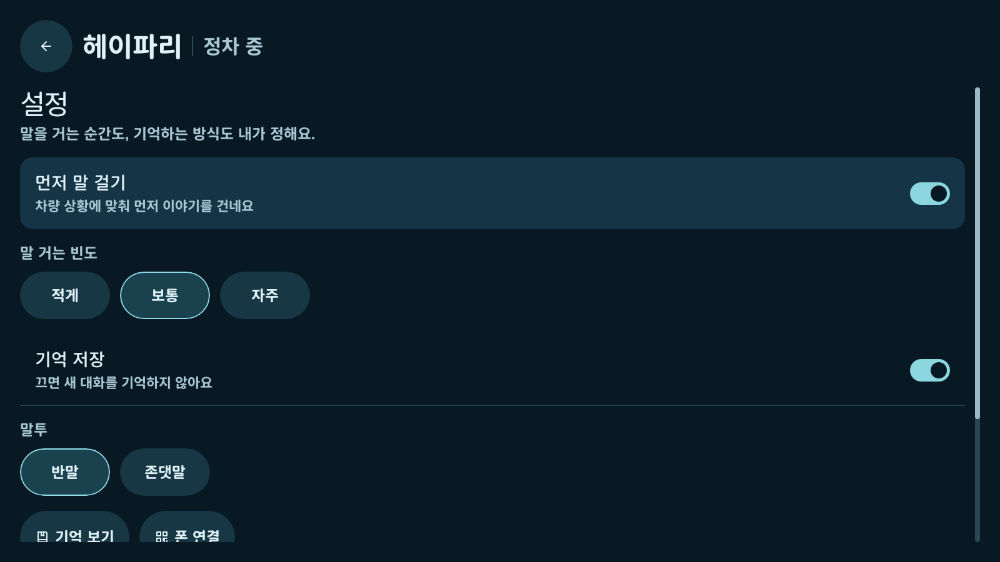 헤이파리 정차 중
설정
말을 거는 순간도, 기억하는 방식도 내가 정해요.
먼저 말 걸기
차량 상황에 맞춰 먼저 이야기를 건네요
말 거는 빈도
적게 보통 자주
기억 저장
끄면 새 대화를 기억하지 않아요
말투
반말 존댓말
기억 보기 폰 연결